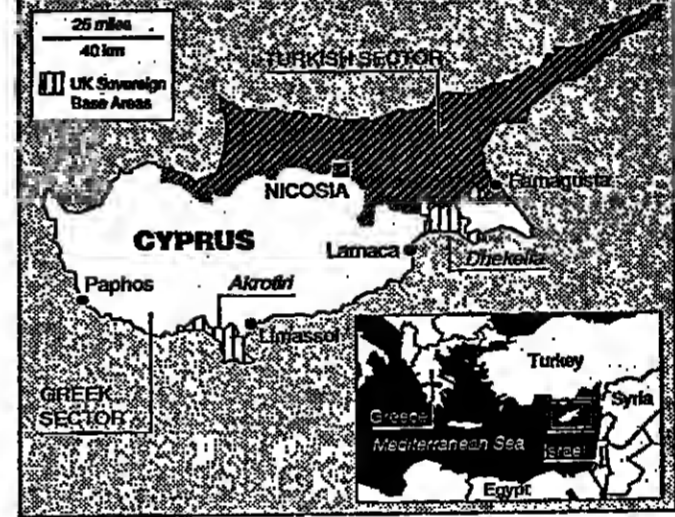 25 miles
40 km
UK Sovereign
Base Areas
TURKISH SECTOR
NICOSIA
Famagusta
CYPRUS
Larnaca
Dhekelia
Paphos
Akrotiri
Limassol
GREEK
SECTOR
Turkey
Syria
Greece
Mediterranean Sea
Israel
Egypt